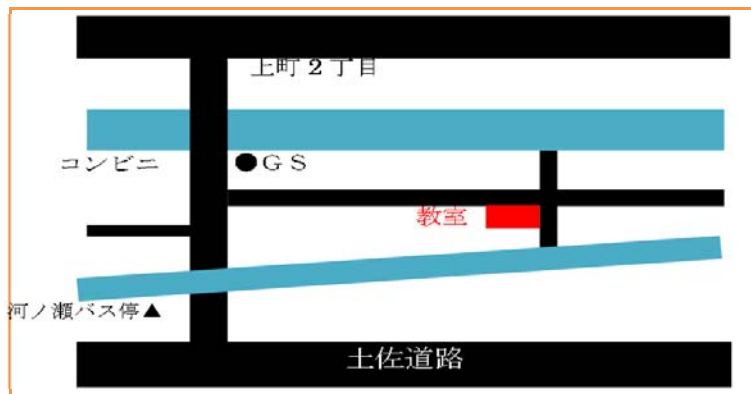 上町２丁目
コンビニ
●ＧＳ
教室
河ノ瀬バス停▲
土佐道路